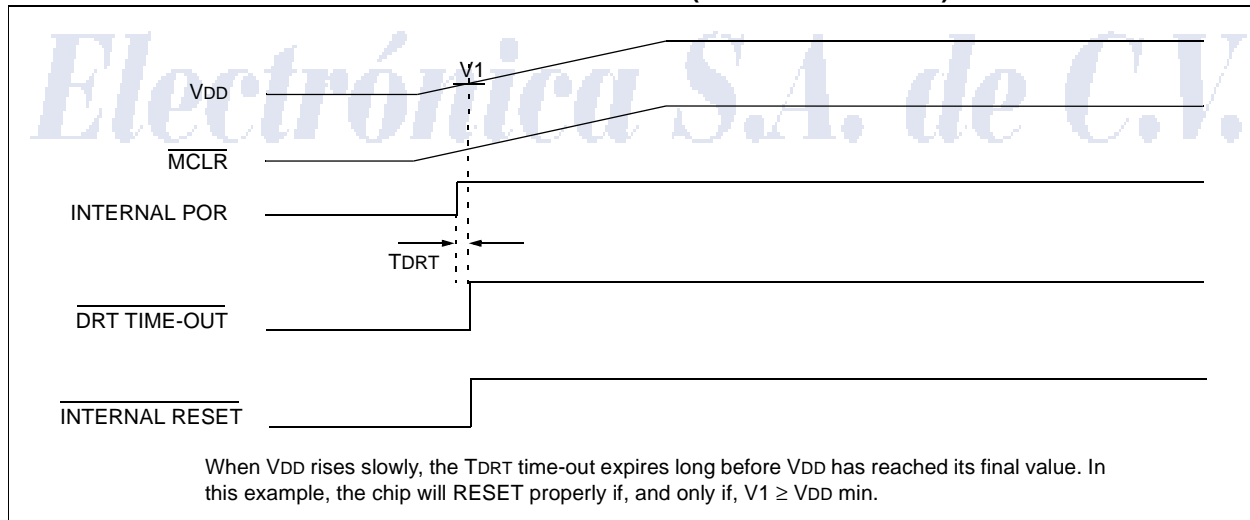 Electrónica S.A. de C.V.
V1
VDD
MCLR
INTERNAL POR
TDRT
DRT TIME-OUT
INTERNAL RESET
When VDD rises slowly, the TDRT time-out expires long before VDD has reached its final value. In
this example, the chip will RESET properly if, and only if, V1 ≥ VDD min.